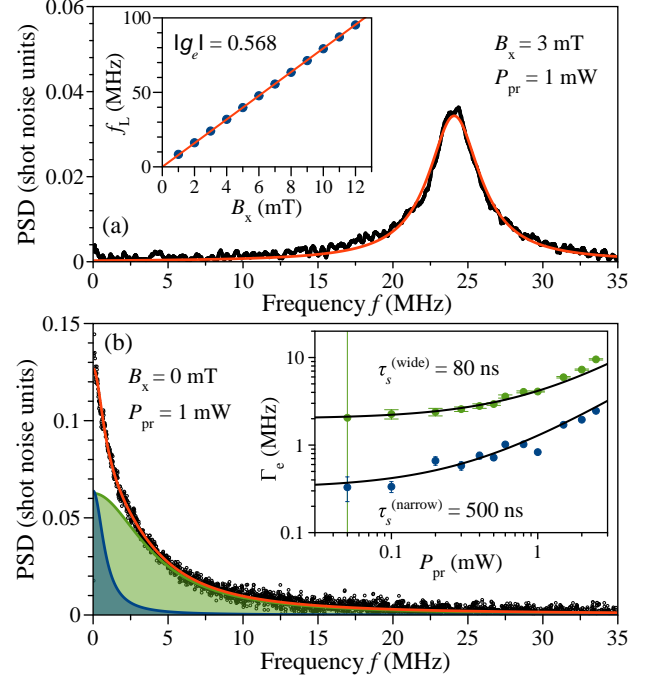 0.06
0.04
0.02
0
PSD (shot noise units)
(a)
B_x = 3 mT
P_pr = 1 mW
100
50
0
f_L (MHz)
|g_e| = 0.568
0 2 4 6 8 10 12
B_x (mT)
0 5 10 15 20 25 30 35
Frequency f (MHz)
0.15
0.10
0.05
0
PSD (shot noise units)
(b)
B_x = 0 mT
P_pr = 1 mW
10
1
0.1
Γ_e (MHz)
τ_s^(wide) = 80 ns
τ_s^(narrow) = 500 ns
0.1 1
P_pr (mW)
0 5 10 15 20 25 30 35
Frequency f (MHz)